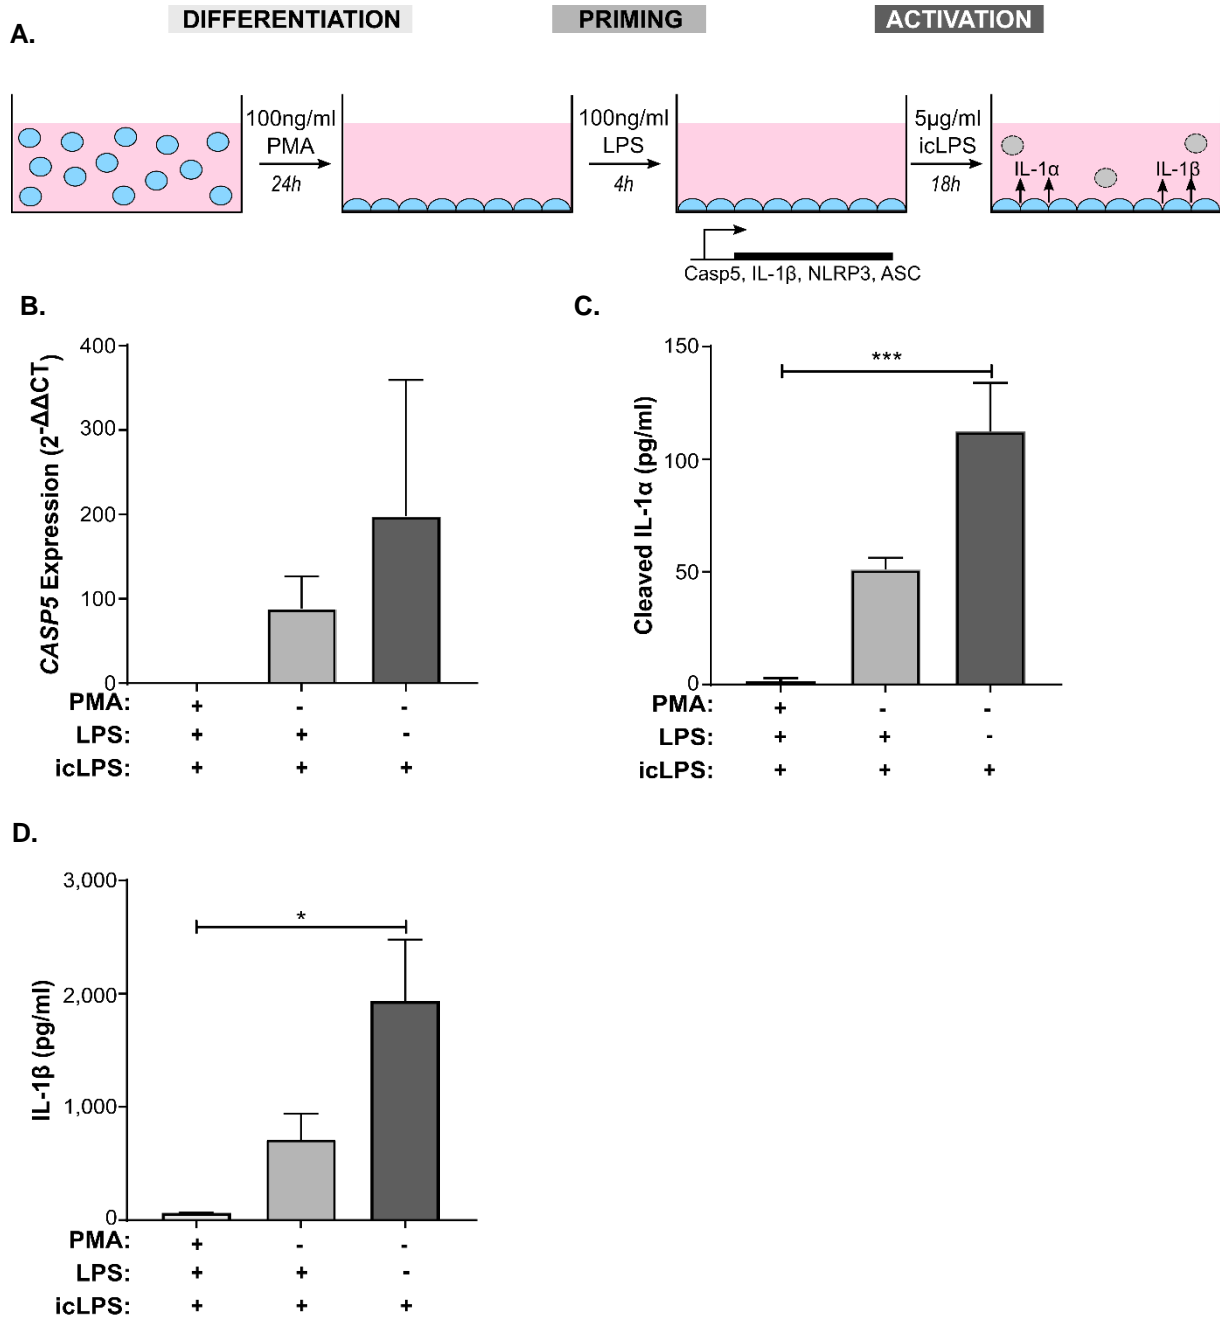 DIFFERENTIATION PRIMING ACTIVATION
A.
100ng/ml
PMA
24h
100ng/ml
LPS
4h
5µg/ml
icLPS
18h
IL-1α IL-1β
Casp5, IL-1β, NLRP3, ASC
B.
CASP5 Expression (2-ΔΔCT)
400
300
200
100
0
PMA: + - -
LPS: + + -
icLPS: + + +
C.
Cleaved IL-1α (pg/ml)
150
100
50
0
***
PMA: + - -
LPS: + + -
icLPS: + + +
D.
IL-1β (pg/ml)
3,000
2,000
1,000
0
*
PMA: + - -
LPS: + + -
icLPS: + + +